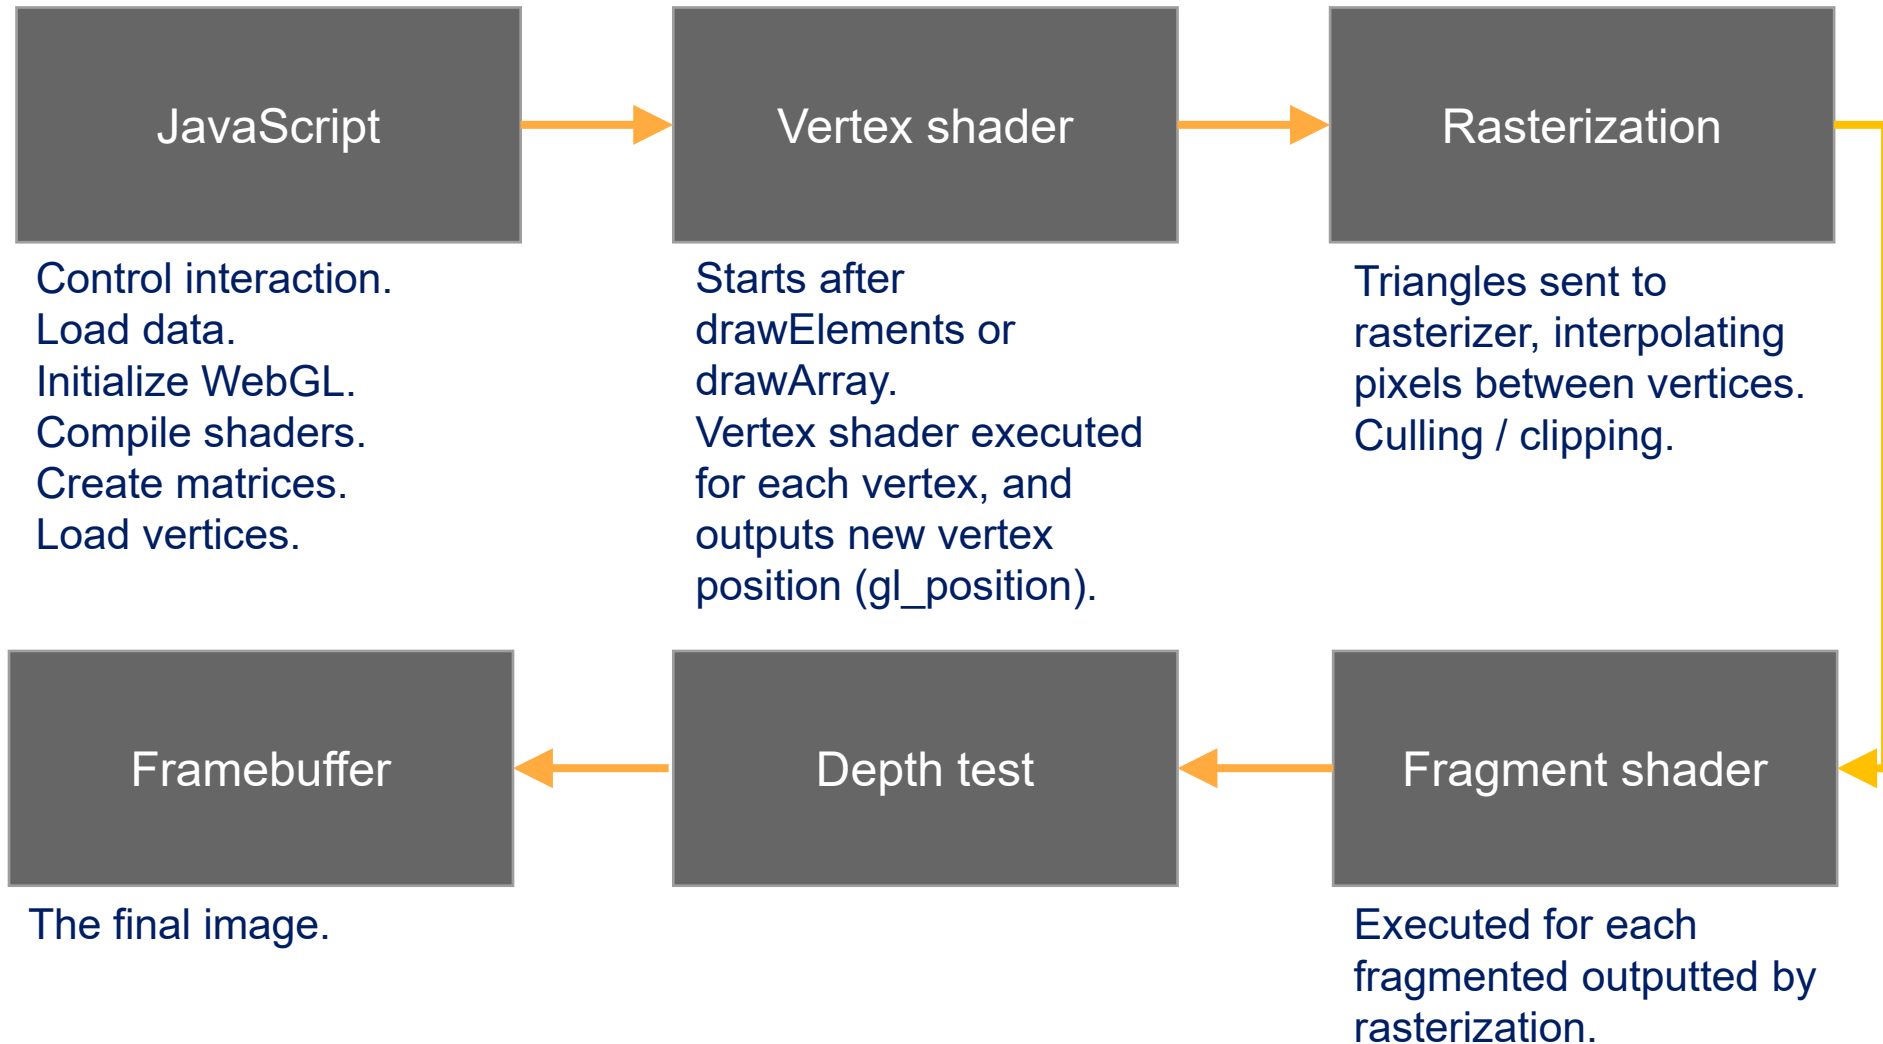 JavaScript
Control interaction.
Load data.
Initialize WebGL.
Compile shaders.
Create matrices.
Load vertices.
Vertex shader
Starts after
drawElements or
drawArray.
Vertex shader executed
for each vertex, and
outputs new vertex
position (gl_position).
Rasterization
Triangles sent to
rasterizer, interpolating
pixels between vertices.
Culling / clipping.
Fragment shader
Executed for each
fragmented outputted by
rasterization.
Depth test
Framebuffer
The final image.